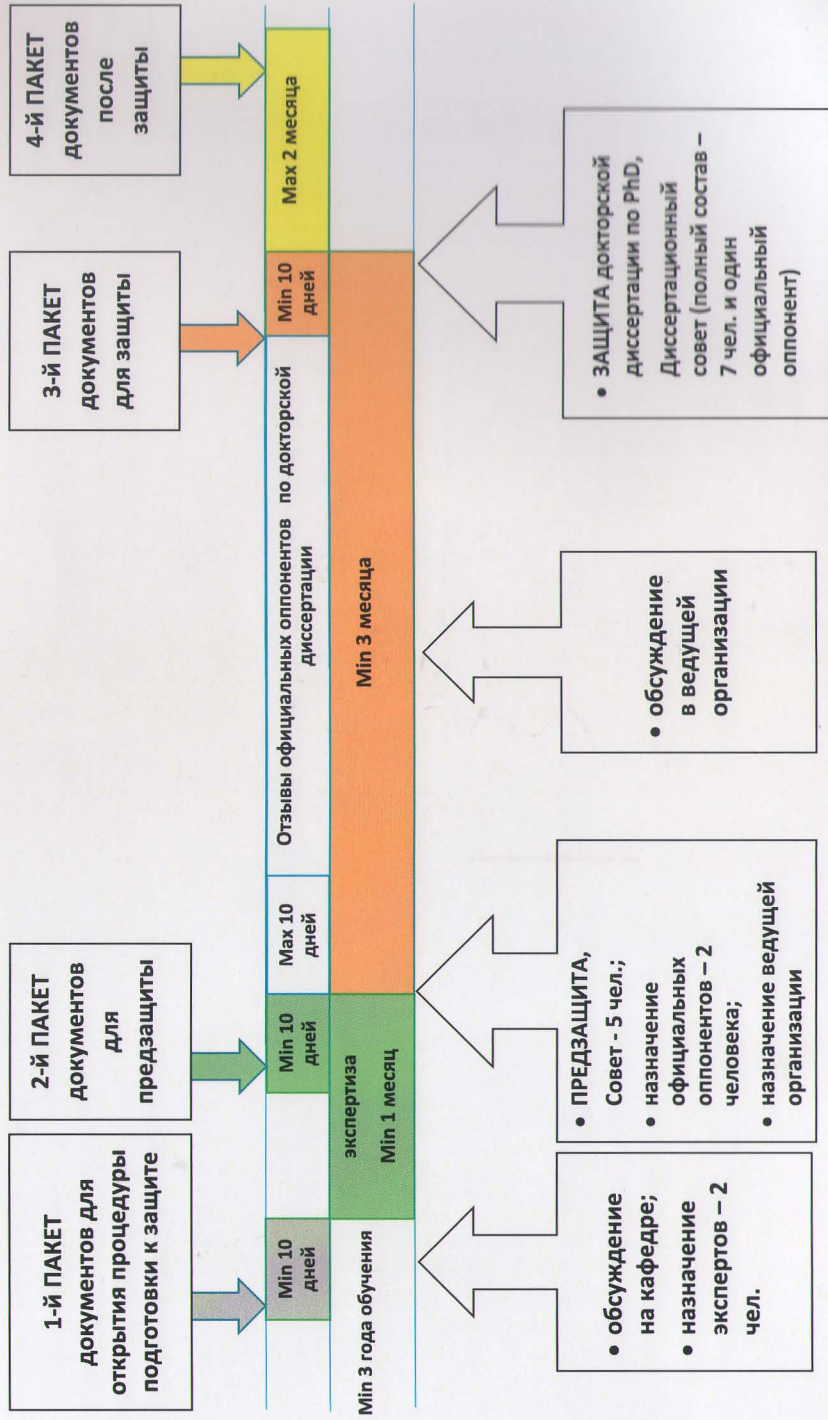 1-й ПАКЕТ
документов для
открытия процедуры
подготовки к защите
2-й ПАКЕТ
документов
для
предзащиты
3-й ПАКЕТ
документов
для защиты
4-й ПАКЕТ
документов
после
защиты
Min 10
дней
Min 10
дней
Max 10
дней
Отзывы официальных оппонентов по докторской
диссертации
Min 10
дней
Max 2 месяца
Min 3 года обучения
экспертиза
Min 1 месяц
Min 3 месяца
• обсуждение
на кафедре;
• назначение
экспертов – 2
чел.
• ПРЕДЗАЩИТА,
Совет - 5 чел.;
• назначение
официальных
оппонентов – 2
человека;
• назначение ведущей
организации
• обсуждение
в ведущей
организации
• ЗАЩИТА докторской
диссертации по PhD,
Диссертационный
совет (полный состав –
7 чел. и один
официальный
оппонент)